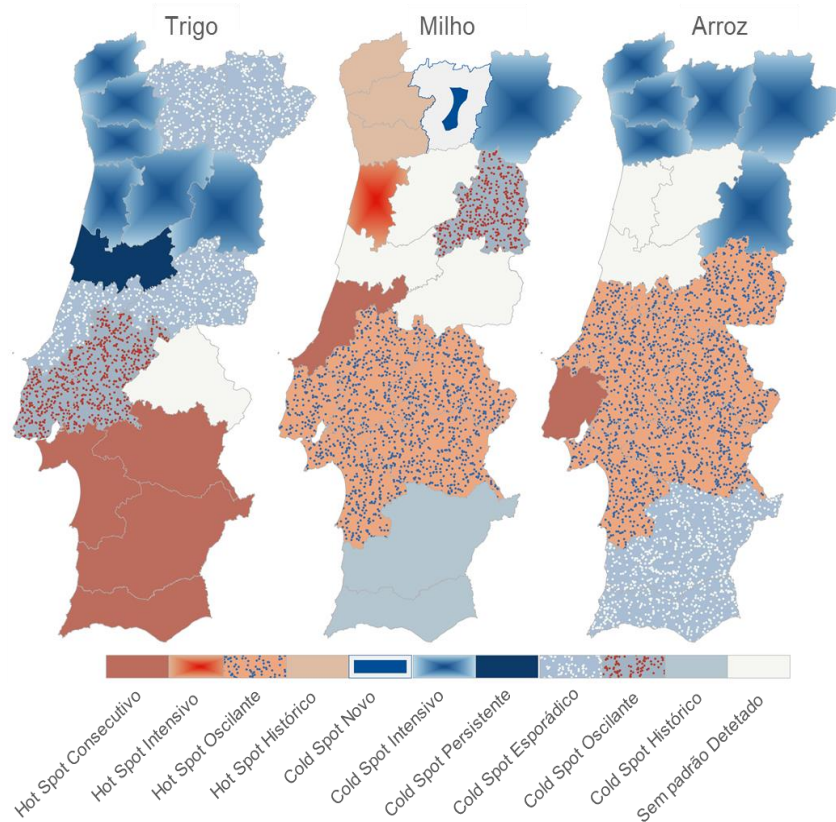 Trigo
Milho
Arroz
Hot Spot Consecutivo
Hot Spot Intensivo
Hot Spot Oscilante
Hot Spot Histórico
Cold Spot Novo
Cold Spot Intensivo
Cold Spot Persistente
Cold Spot Esporádico
Cold Spot Oscilante
Cold Spot Histórico
Sem padrão Detetado